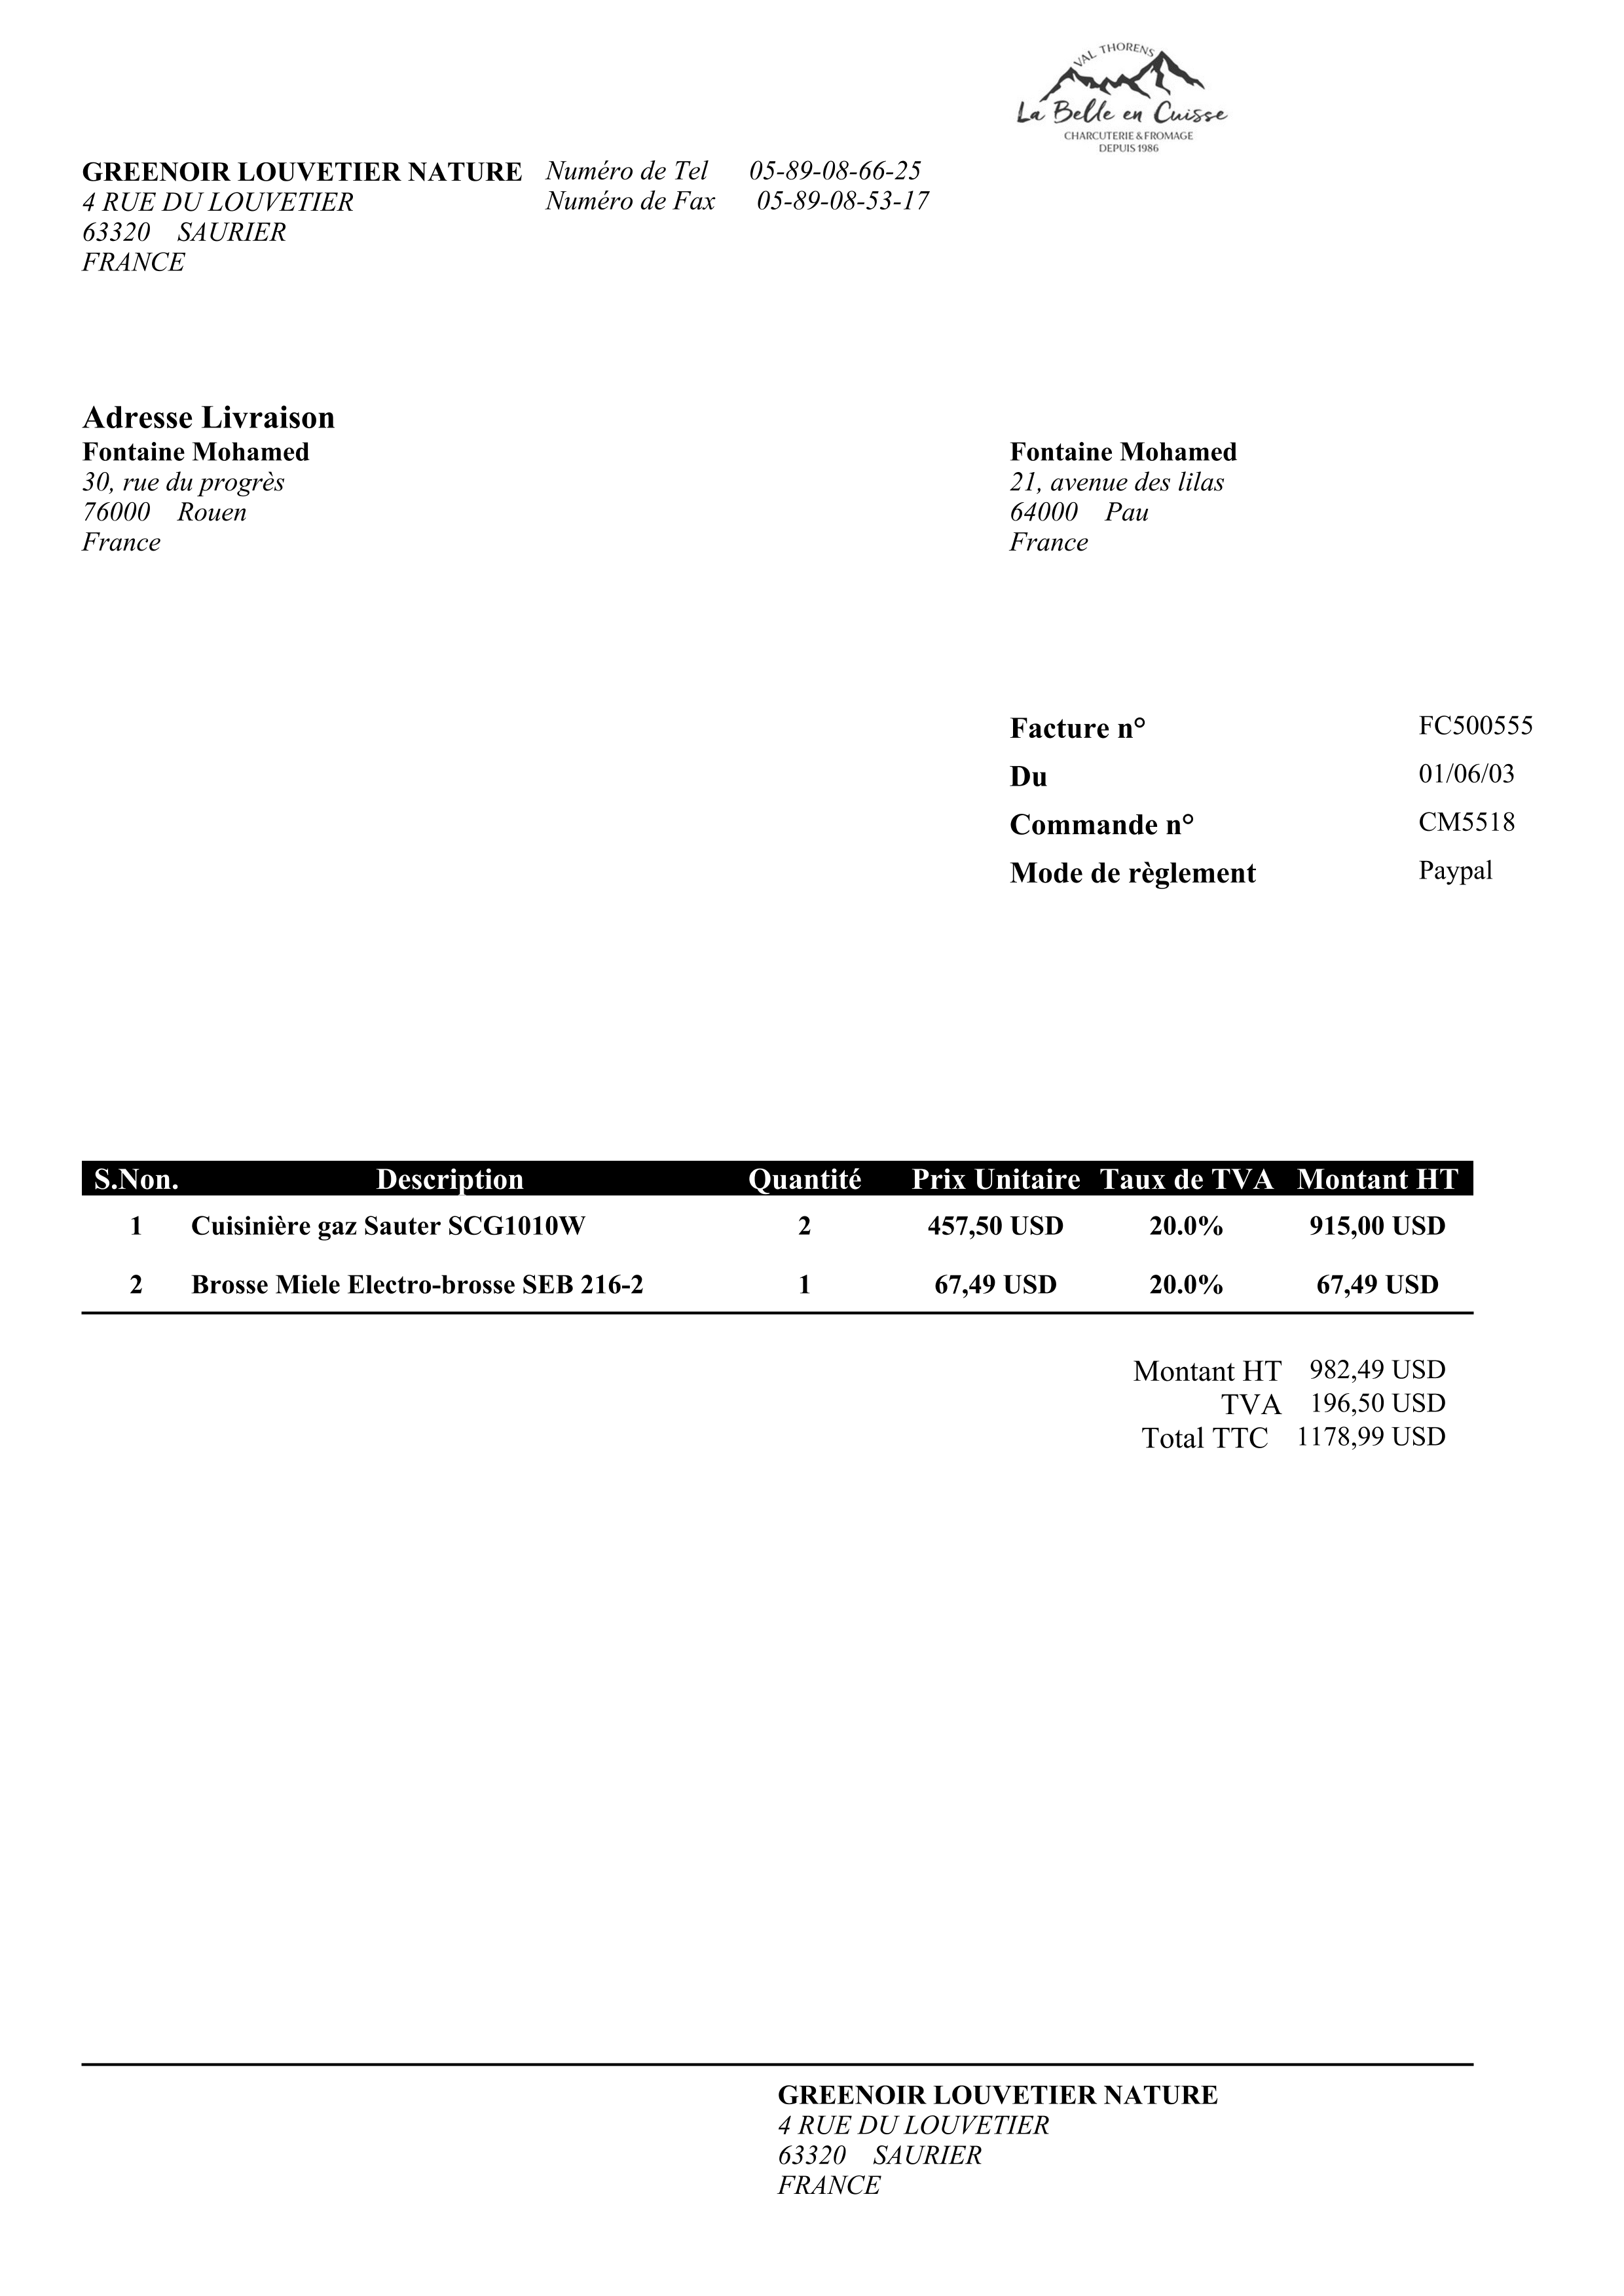 VAL THORENS
La Belle en Cuisse
CHARCUTERIE & FROMAGE
DEPUIS 1986
GREENOIR LOUVETIER NATURE Numéro de Tel 05-89-08-66-25
4 RUE DU LOUVETIER Numéro de Fax 05-89-08-53-17
63320 SAURIER
FRANCE
Adresse Livraison
Fontaine Mohamed
30, rue du progrès
76000 Rouen
France
Fontaine Mohamed
21, avenue des lilas
64000 Pau
France
Facture n° FC500555
Du 01/06/03
Commande n° CM5518
Mode de règlement Paypal
S.Non. Description Quantité Prix Unitaire Taux de TVA Montant HT
1 Cuisinière gaz Sauter SCG1010W 2 457,50 USD 20.0% 915,00 USD
2 Brosse Miele Electro-brosse SEB 216-2 1 67,49 USD 20.0% 67,49 USD
Montant HT 982,49 USD
TVA 196,50 USD
Total TTC 1178,99 USD
GREENOIR LOUVETIER NATURE
4 RUE DU LOUVETIER
63320 SAURIER
FRANCE